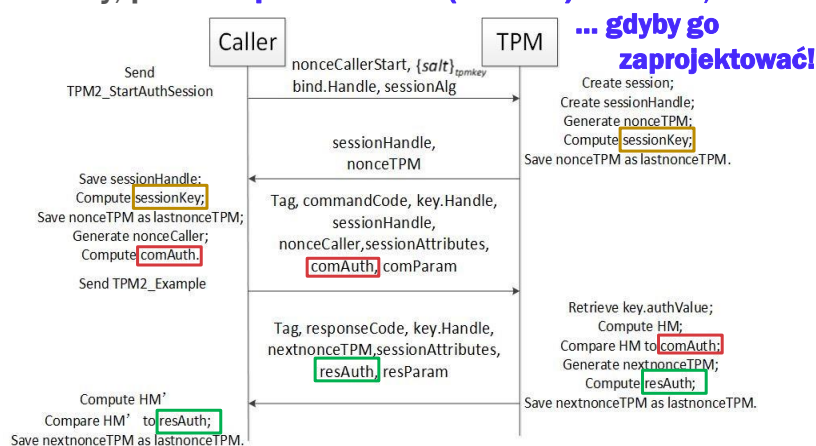 ... gdyby go
zaprojektować!
Caller
TPM
Send
TPM2_StartAuthSession
nonceCallerStart, {salt}tpmkey
bind.Handle, sessionAlg
Create session;
Create sessionHandle;
Generate nonceTPM;
Compute sessionKey;
Save nonceTPM as lastnonceTPM.
sessionHandle,
nonceTPM
Save sessionHandle;
Compute sessionKey;
Save nonceTPM as lastnonceTPM;
Generate nonceCaller;
Compute comAuth.
Send TPM2_Example
Tag, commandCode, key.Handle,
sessionHandle,
nonceCaller,sessionAttributes,
comAuth, comParam
Retrieve key.authValue;
Compute HM;
Compare HM to comAuth;
Generate nextnonceTPM;
Compute resAuth;
Save nextnonceTPM as lastnonceTPM.
Tag, responseCode, key.Handle,
nextnonceTPM,sessionAttributes,
resAuth, resParam
Compute HM’
Compare HM’ to resAuth;
Save nextnonceTPM as lastnonceTPM.